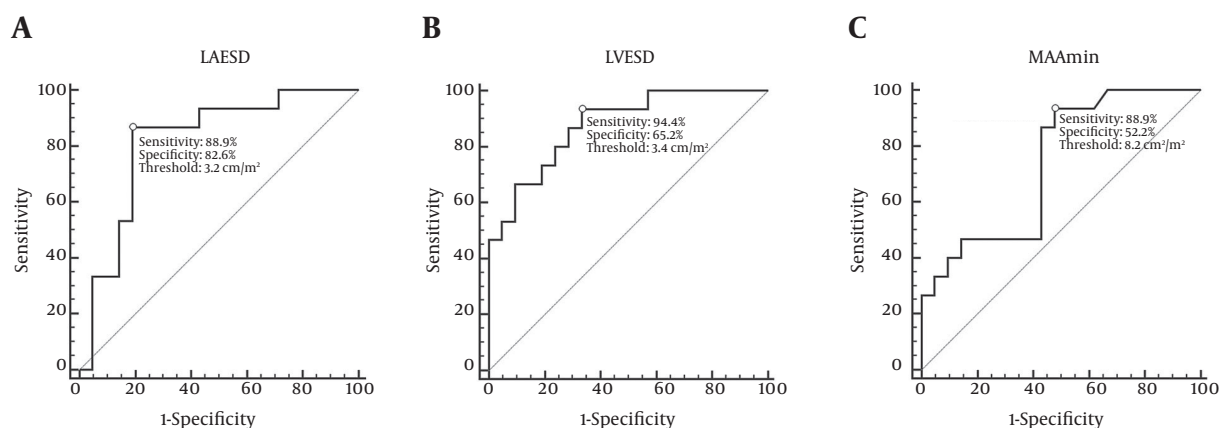 A
LAESD
100
80
60
40
20
0
Sensitivity
Sensitivity: 88.9%
Specificity: 82.6%
Threshold: 3.2 cm/m²
0 20 40 60 80 100
1-Specificity
B
LVESD
100
80
60
40
20
0
Sensitivity
Sensitivity: 94.4%
Specificity: 65.2%
Threshold: 3.4 cm/m²
0 20 40 60 80 100
1-Specificity
C
MAAmin
100
80
60
40
20
0
Sensitivity
Sensitivity: 88.9%
Specificity: 52.2%
Threshold: 8.2 cm²/m²
0 20 40 60 80 100
1-Specificity